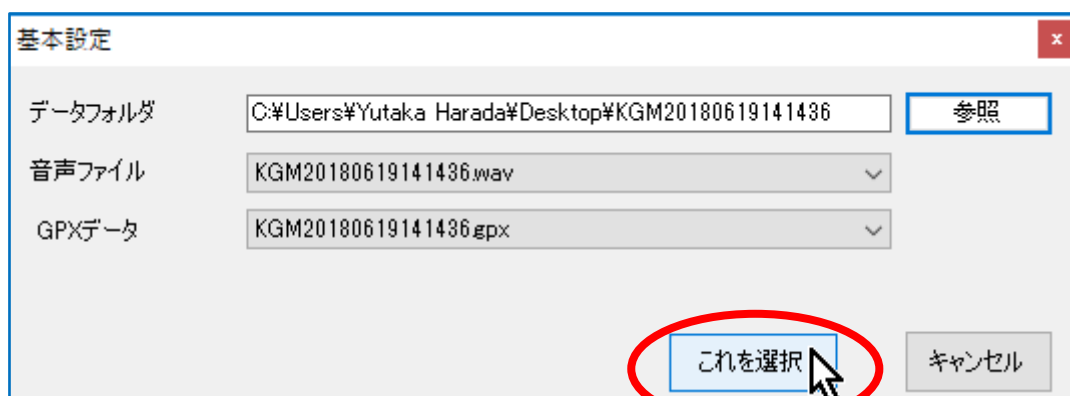 基本設定
x
データフォルダ C:¥Users¥Yutaka Harada¥Desktop¥KGM20180619141436 参照
音声ファイル KGM20180619141436.wav
GPXデータ KGM20180619141436.gpx
これを選択 キャンセル